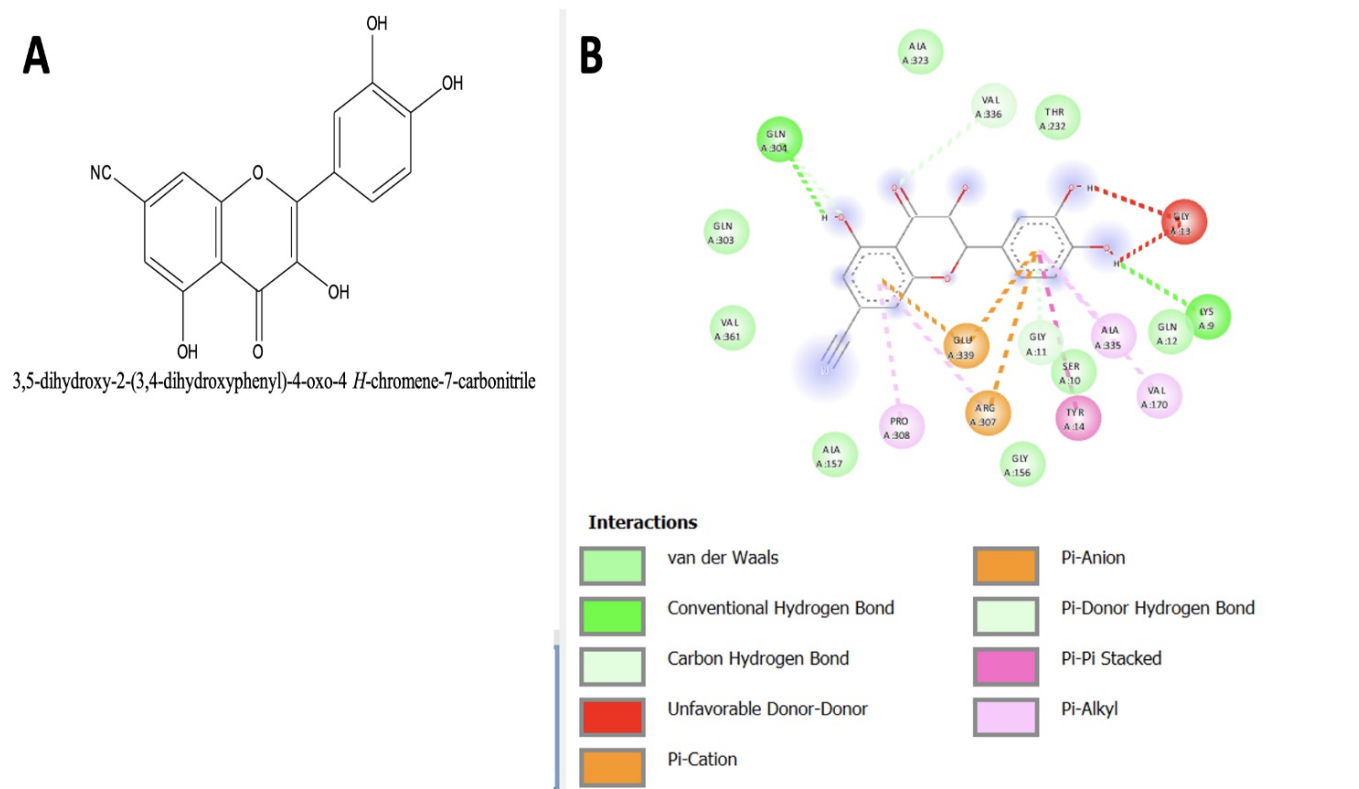 A
OH
OH
NC
O
OH
OH
O
3,5-dihydroxy-2-(3,4-dihydroxyphenyl)-4-oxo-4 H-chromene-7-carbonitrile
B
ALA
A:323
VAL
A:336
THR
A:232
GLN
A:304
H
O
O
O
O
H
GLY
A:13
GLN
A:303
H
O
O
O
H
LYS
A:9
GLN
A:12
VAL
A:361
ALA
A:335
GLU
A:339
GLY
A:11
SER
A:10
VAL
A:170
ARG
A:307
TYR
A:14
PRO
A:308
ALA
A:157
GLY
A:156
Interactions
van der Waals
Conventional Hydrogen Bond
Carbon Hydrogen Bond
Unfavorable Donor-Donor
Pi-Cation
Pi-Anion
Pi-Donor Hydrogen Bond
Pi-Pi Stacked
Pi-Alkyl